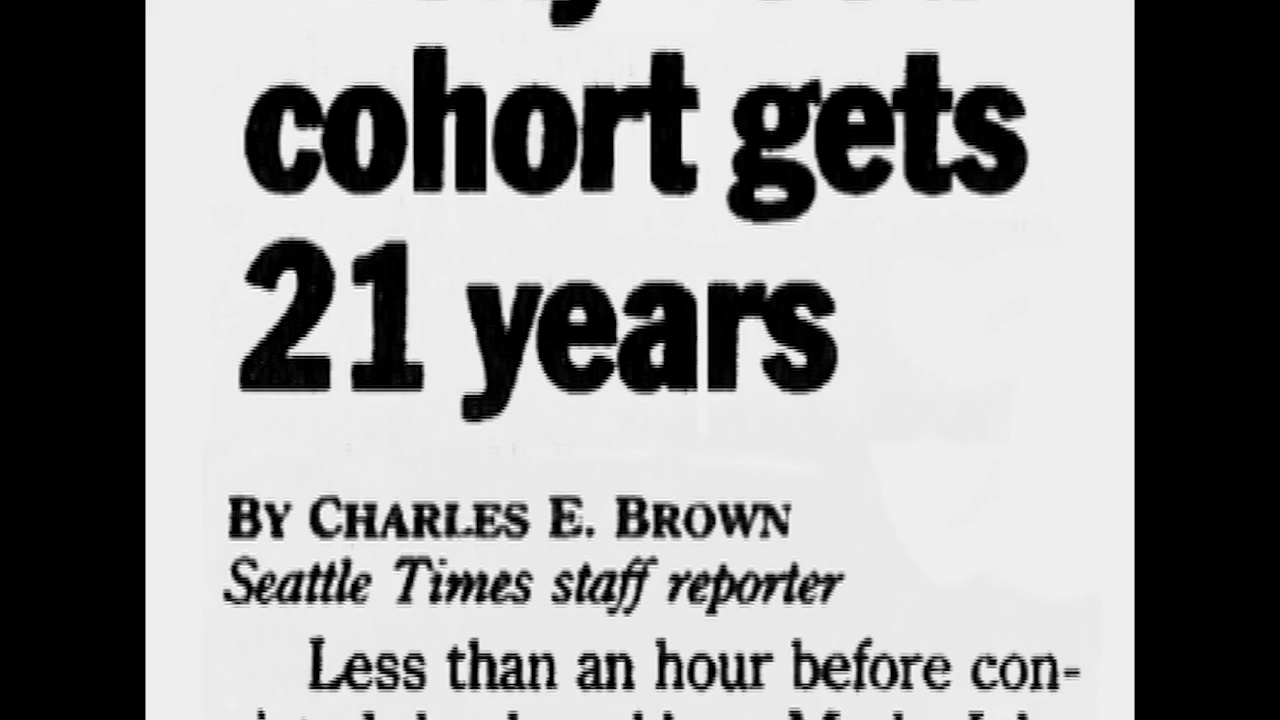 cohort gets
21 years
BY CHARLES E. BROWN
Seattle Times staff reporter
Less than an hour before con-